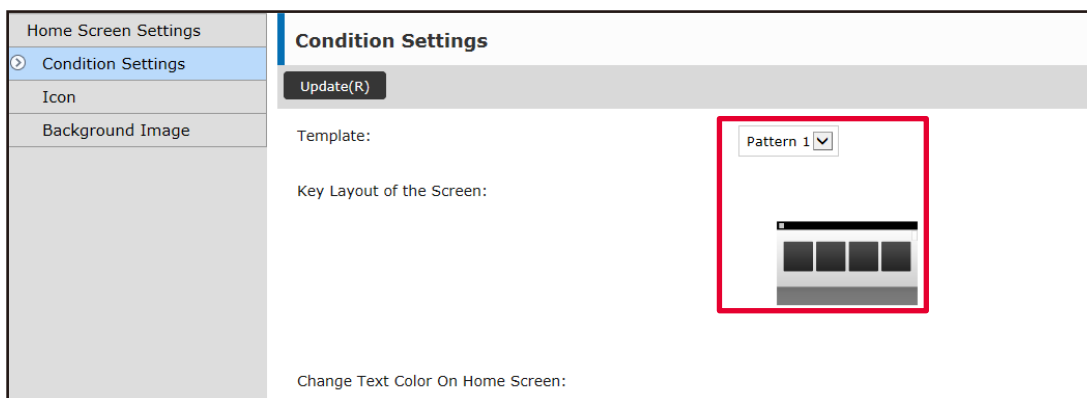 Home Screen Settings
Condition Settings
Icon
Background Image
Condition Settings
Update(R)
Template:
Pattern 1
Key Layout of the Screen:
Change Text Color On Home Screen: